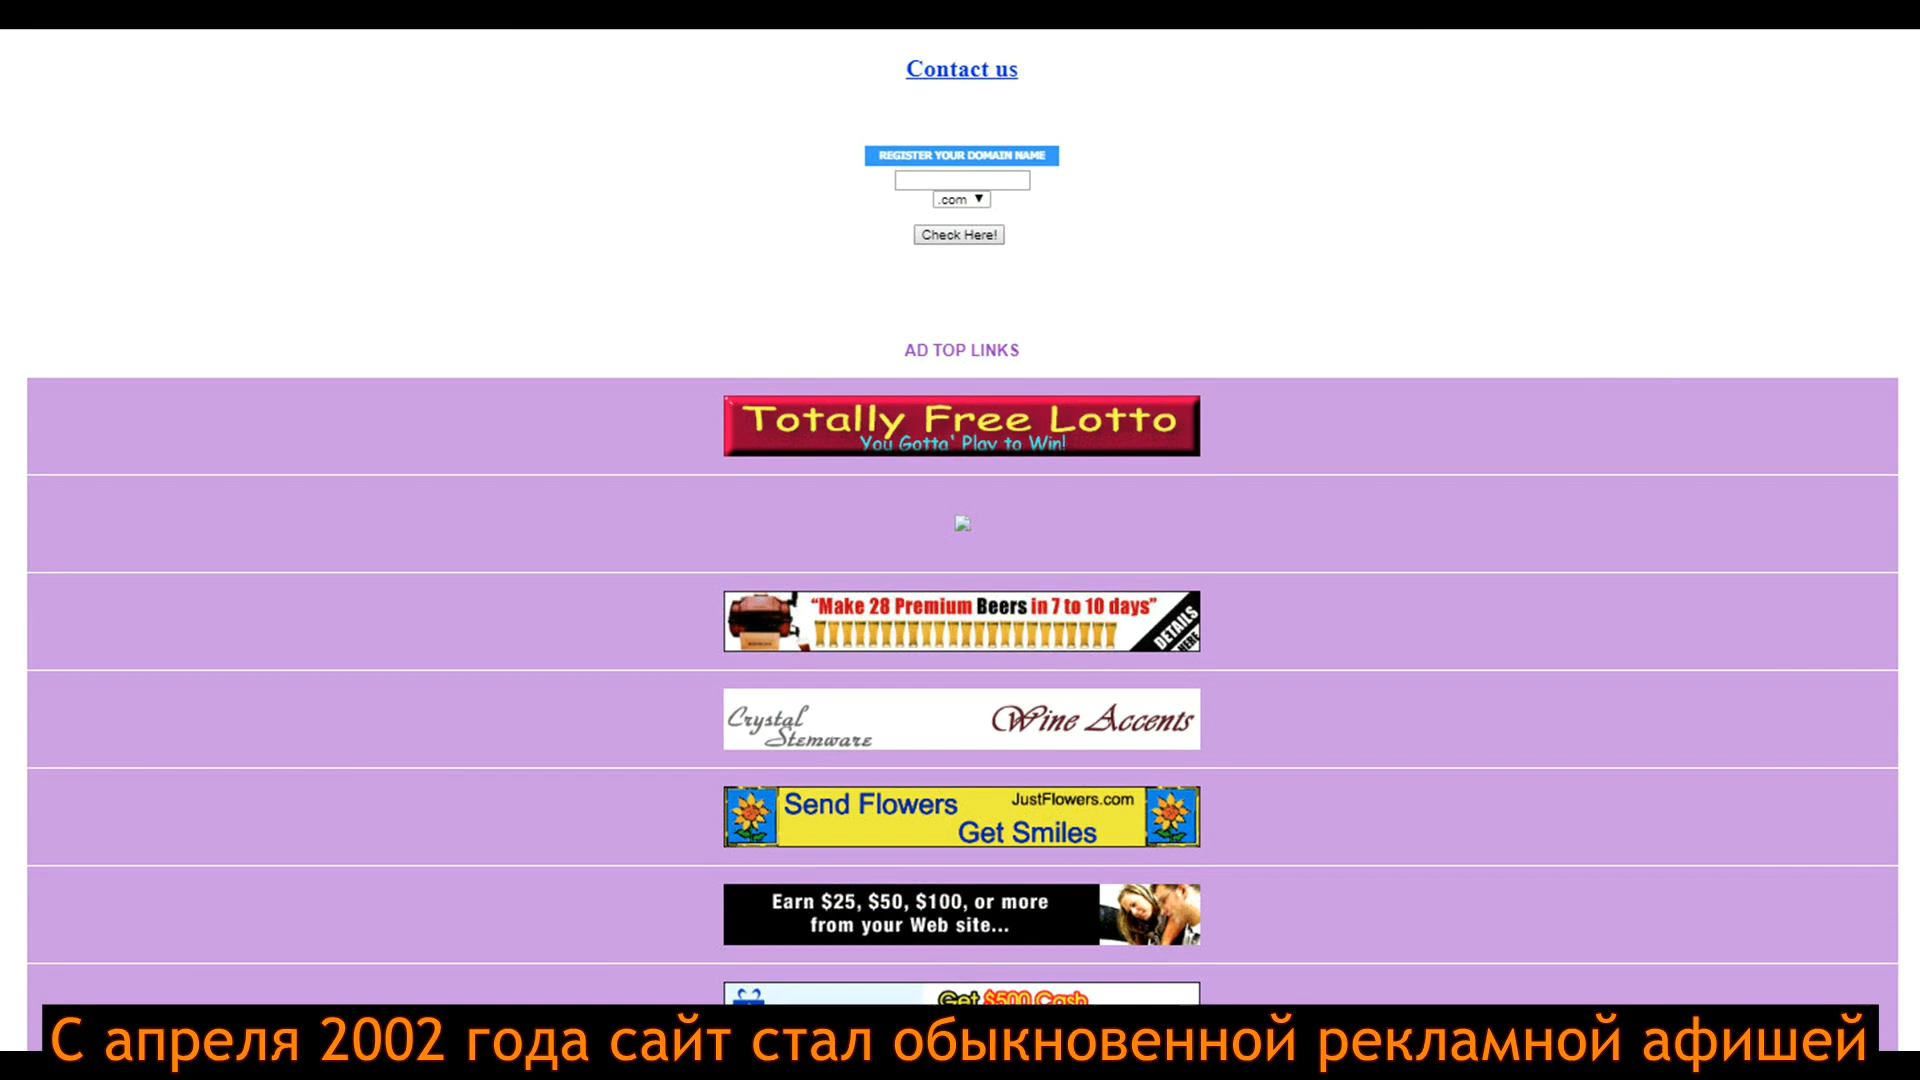 Contact us
REGISTER YOUR DOMAIN NAME
.com ▼
Check Here!
AD TOP LINKS
Totally Free Lotto
You Gotta' Play to Win!
"Make 28 Premium Beers in 7 to 10 days"
DETAILS
HERE
Crystal
Stemware
Wine Accents
Send Flowers
JustFlowers.com
Get Smiles
Earn $25, $50, $100, or more
from your Web site...
Get $500 Cash
С апреля 2002 года сайт стал обыкновенной рекламной афишей